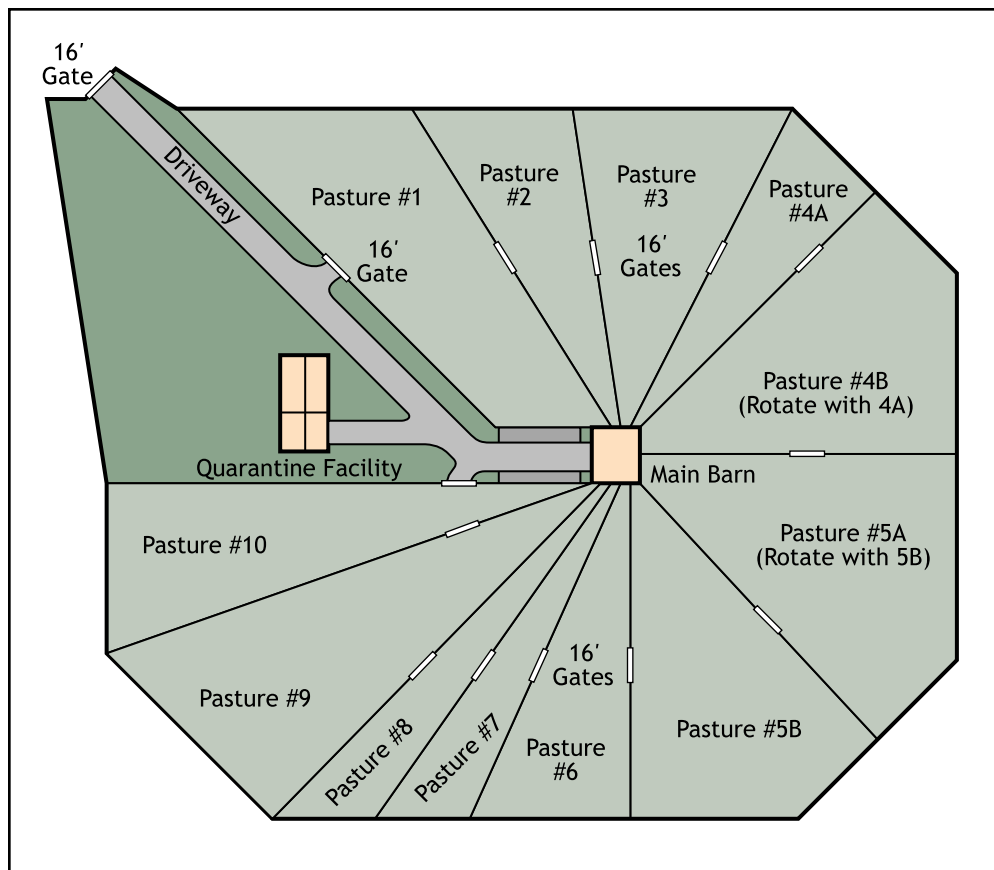 16′
Gate
Driveway
Pasture #1
Pasture
#2
Pasture
#3
Pasture
#4A
16′
Gate
16′
Gates
Pasture #4B
(Rotate with 4A)
Quarantine Facility
Main Barn
Pasture #5A
(Rotate with 5B)
Pasture #10
Pasture #9
Pasture #8
Pasture #7
16′
Gates
Pasture
#6
Pasture #5B